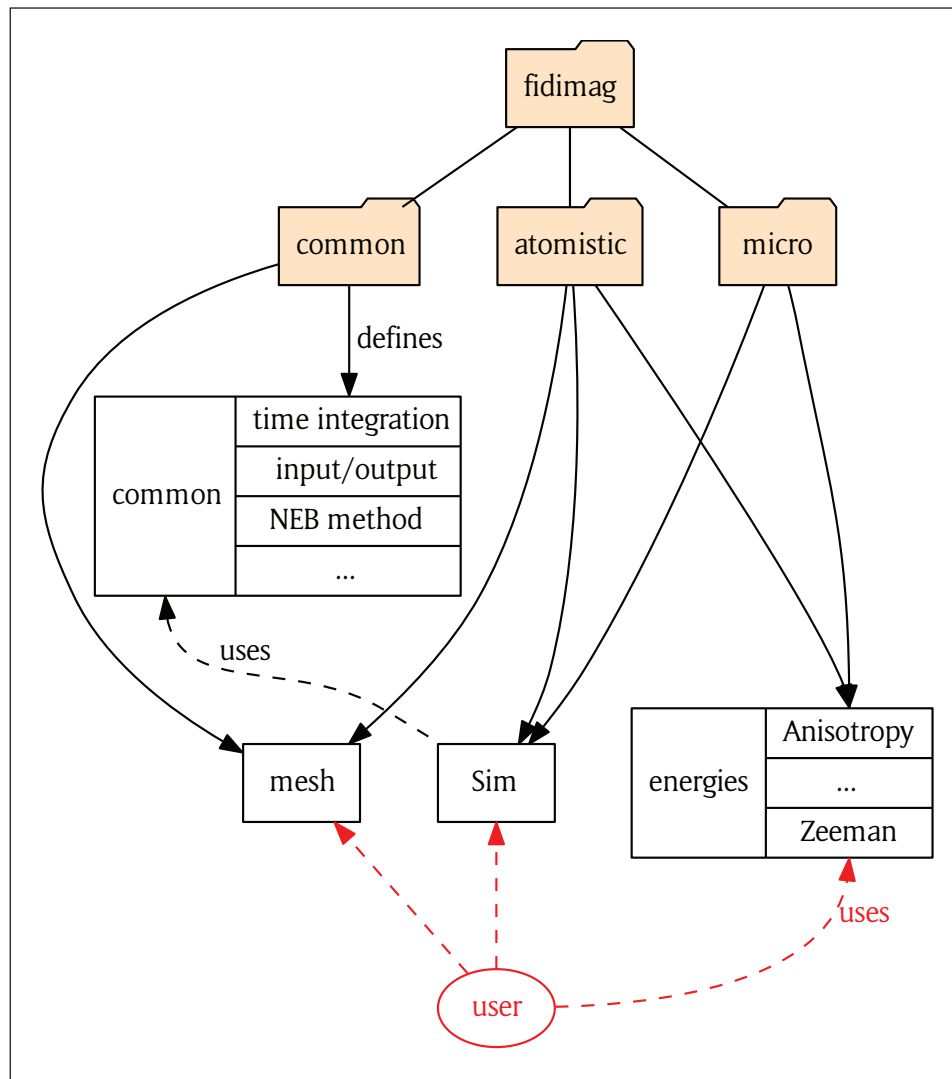 fidimag
common
atomistic
micro
defines
common
time integration
input/output
NEB method
...
uses
mesh
Sim
energies
Anisotropy
...
Zeeman
uses
user